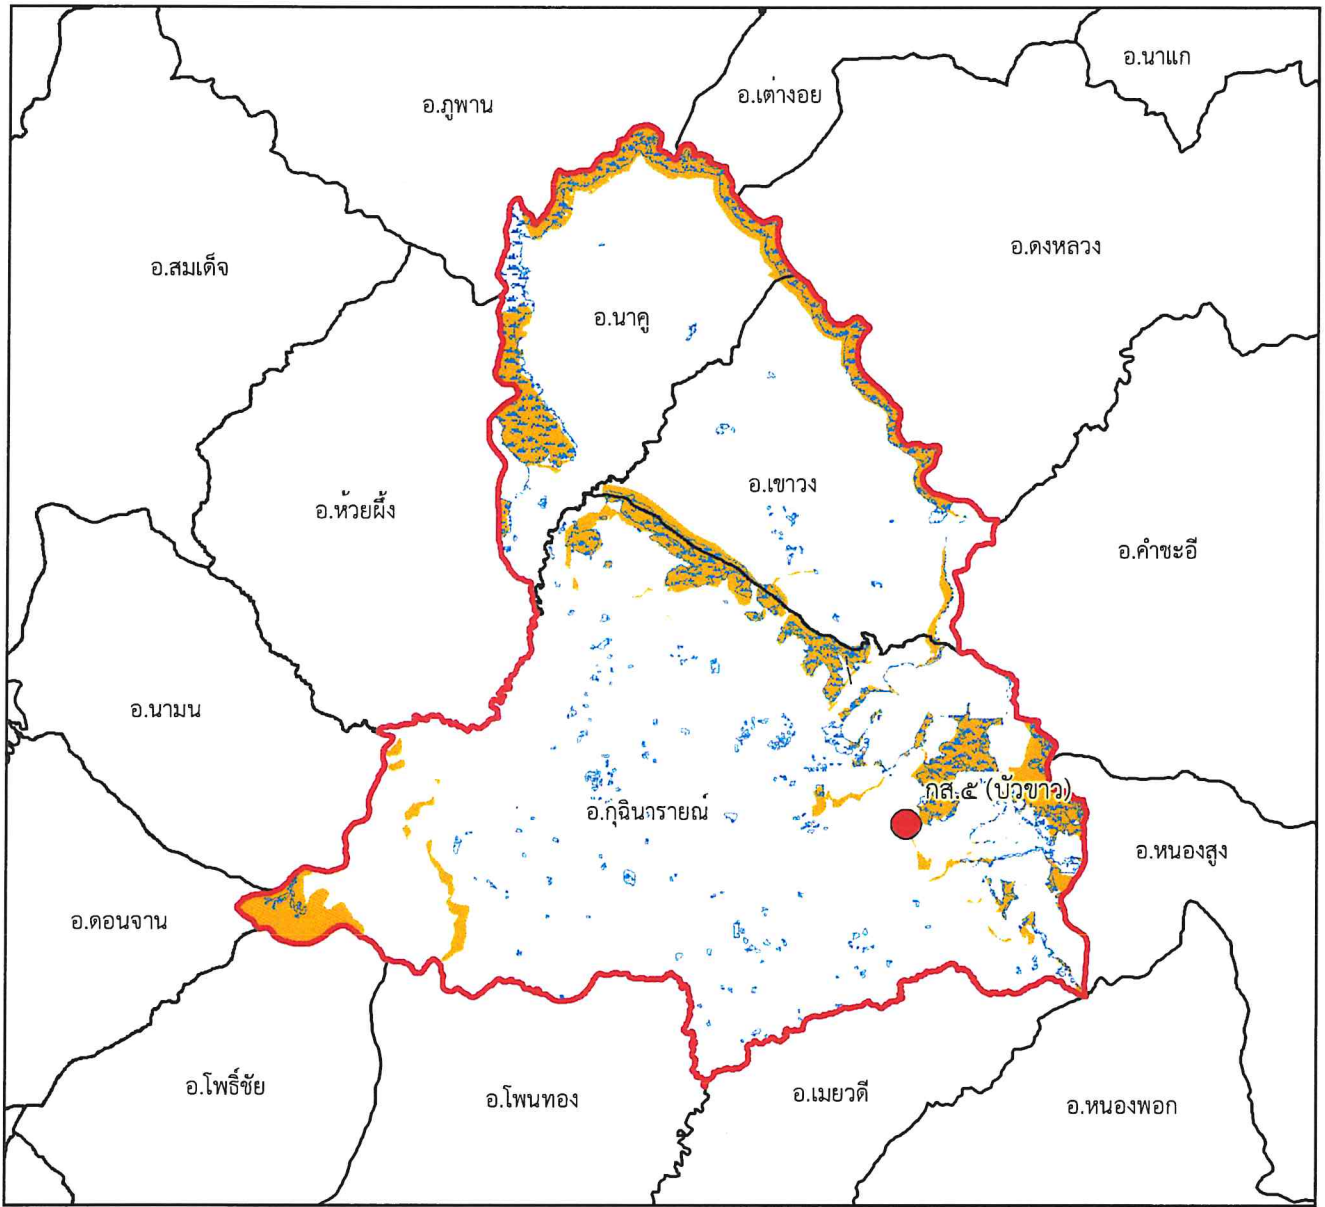 อ.นาแก
อ.เต่างอย
อ.ภูพาน
อ.ดงหลวง
อ.สมเด็จ
อ.นาคู
อ.เขาวง
อ.ห้วยผึ้ง
อ.คำชะอี
อ.นามน
กส.๕ (บัวขาว)
อ.กุฉินารายณ์
อ.หนองสูง
อ.ดอนจาน
อ.โพธิ์ชัย
อ.เมยวดี
อ.โพนทอง
อ.หนองพอก